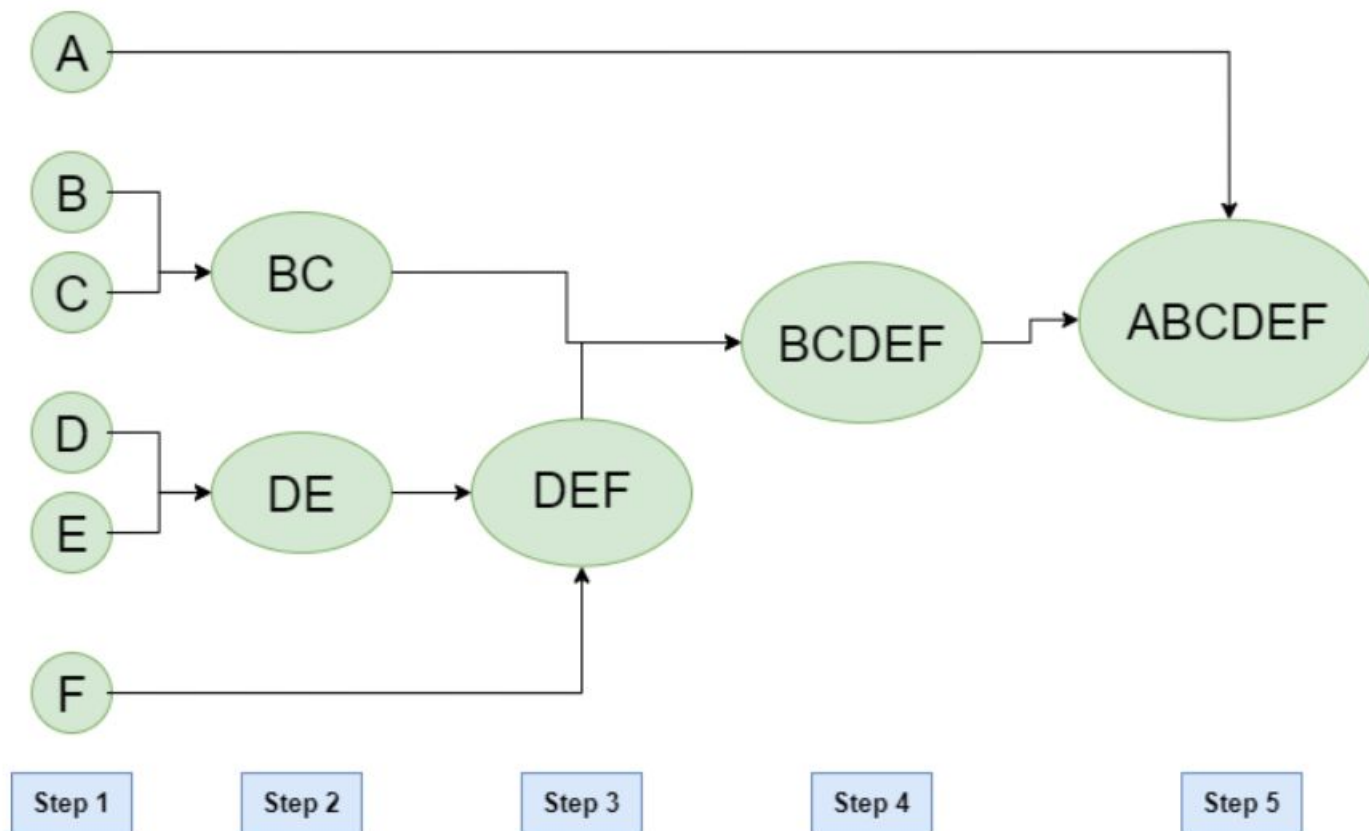 A
B
C
BC
D
E
DE
DEF
F
BCDEF
ABCDEF
Step 1
Step 2
Step 3
Step 4
Step 5